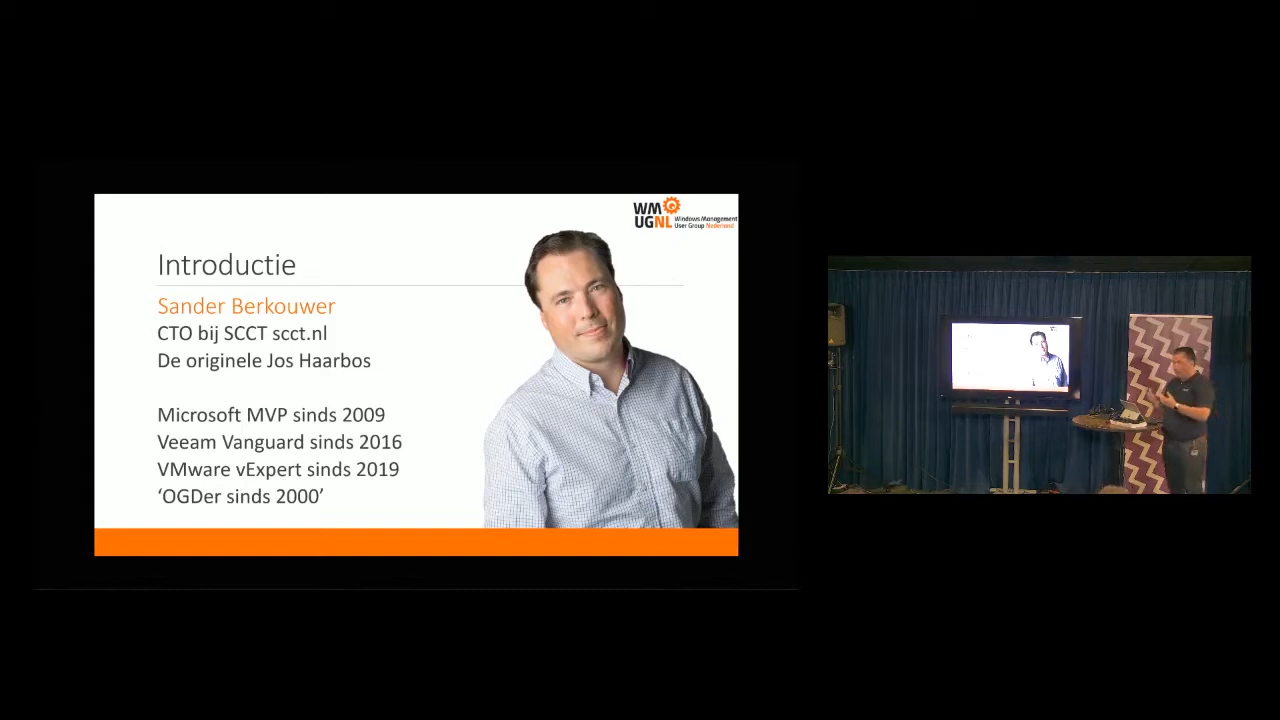 WM
UGNL
Windows Management
User Group Nederland
Introductie
Sander Berkouwer
CTO bij SCCT scct.nl
De originele Jos Haarbos
Microsoft MVP sinds 2009
Veeam Vanguard sinds 2016
VMware vExpert sinds 2019
‘OGDer sinds 2000’